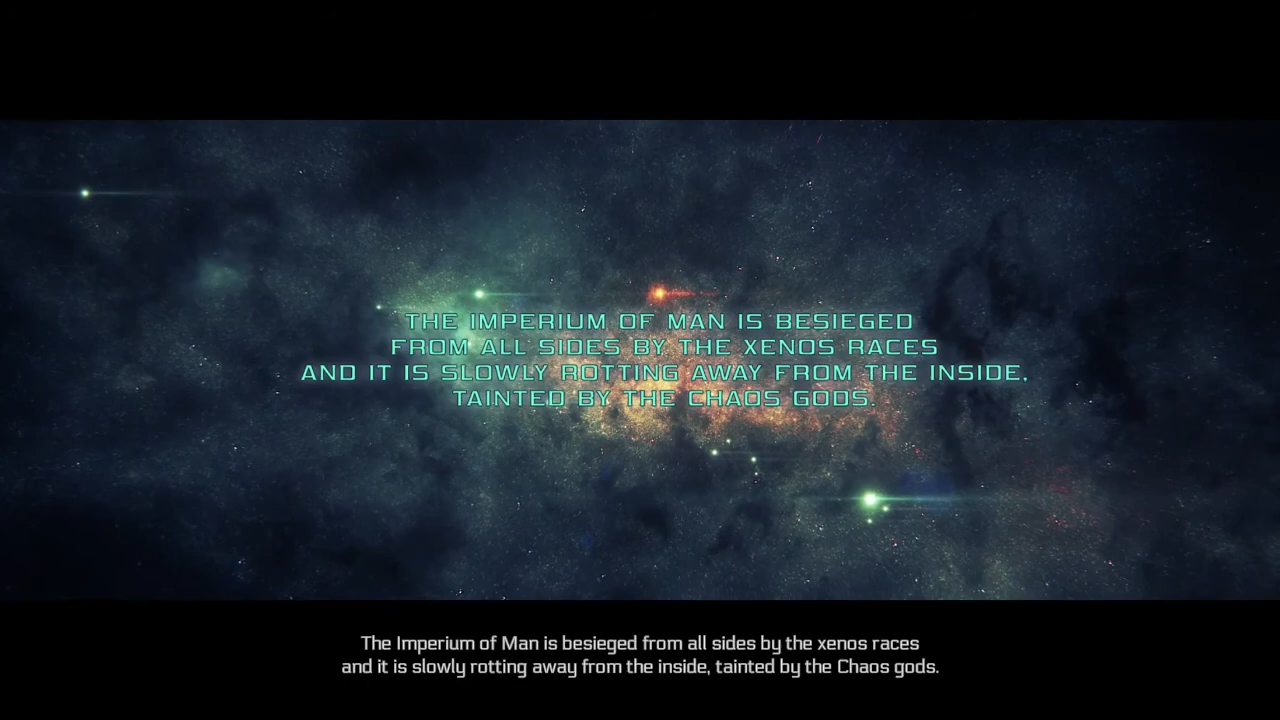 THE IMPERIUM OF MAN IS BESIEGED
FROM ALL SIDES BY THE XENOS RACES
AND IT IS SLOWLY ROTTING AWAY FROM THE INSIDE,
TAINTED BY THE CHAOS GODS.
The Imperium of Man is besieged from all sides by the xenos races
and it is slowly rotting away from the inside, tainted by the Chaos gods.